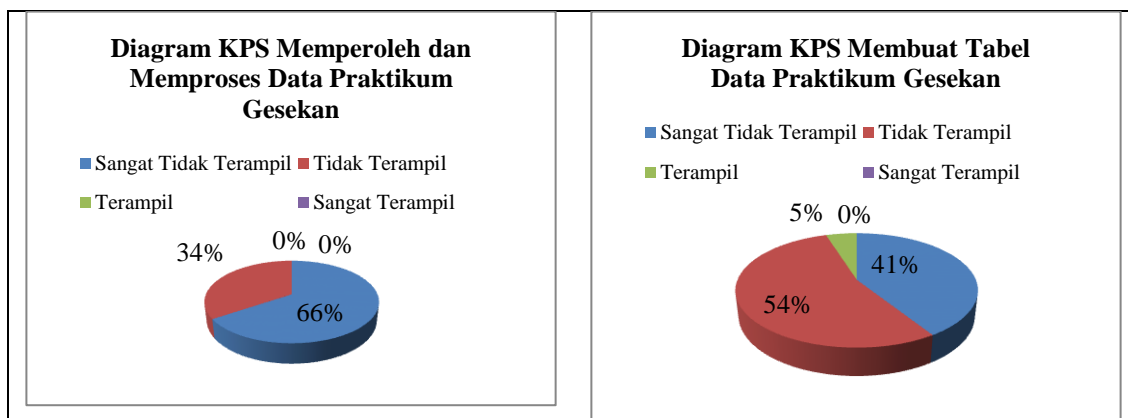 Diagram KPS Memperoleh dan
Memproses Data Praktikum
Gesekan
Sangat Tidak Terampil Tidak Terampil
Terampil Sangat Terampil
34%
0% 0%
66%
Diagram KPS Membuat Tabel
Data Praktikum Gesekan
Sangat Tidak Terampil Tidak Terampil
Terampil Sangat Terampil
5% 0%
41%
54%